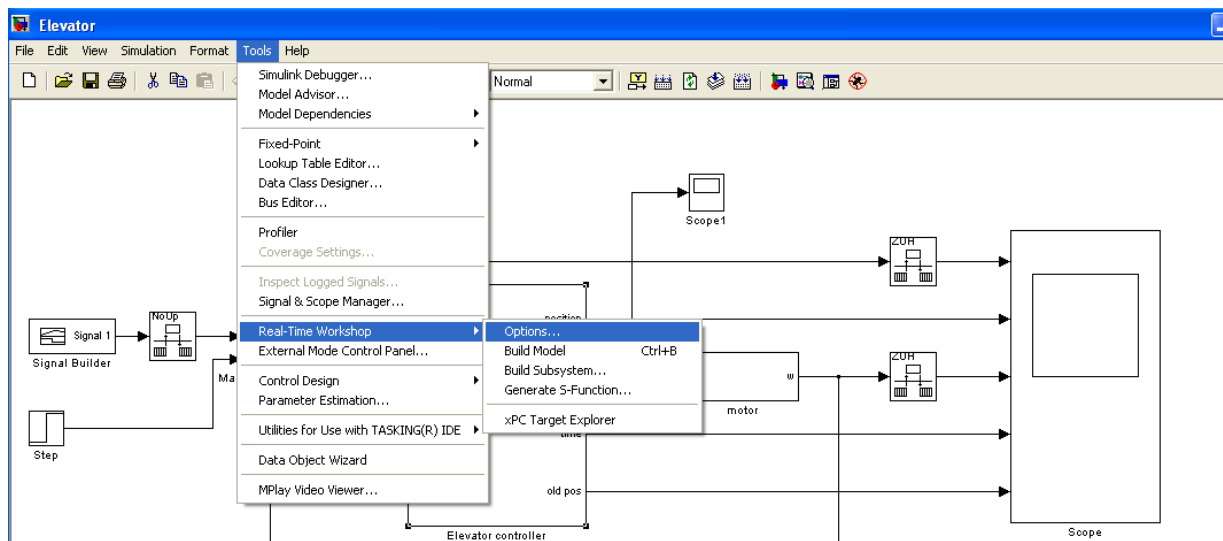 Elevator
File Edit View Simulation Format Tools Help
Normal
Simulink Debugger...
Model Advisor...
Model Dependencies
Fixed-Point
Lookup Table Editor...
Data Class Designer...
Bus Editor...
Profiler
Coverage Settings...
Inspect Logged Signals...
Signal & Scope Manager...
Real-Time Workshop
External Mode Control Panel...
Control Design
Parameter Estimation...
Utilities for Use with TASKING(R) IDE
Data Object Wizard
MPlay Video Viewer...
Options...
Build Model Ctrl+B
Build Subsystem...
Generate S-Function...
xPC Target Explorer
Scope1
ZOH
position
NoUp
Signal 1
Signal Builder
Ma
ZOH
w
motor
Step
time
old pos
Elevator controller
Scope